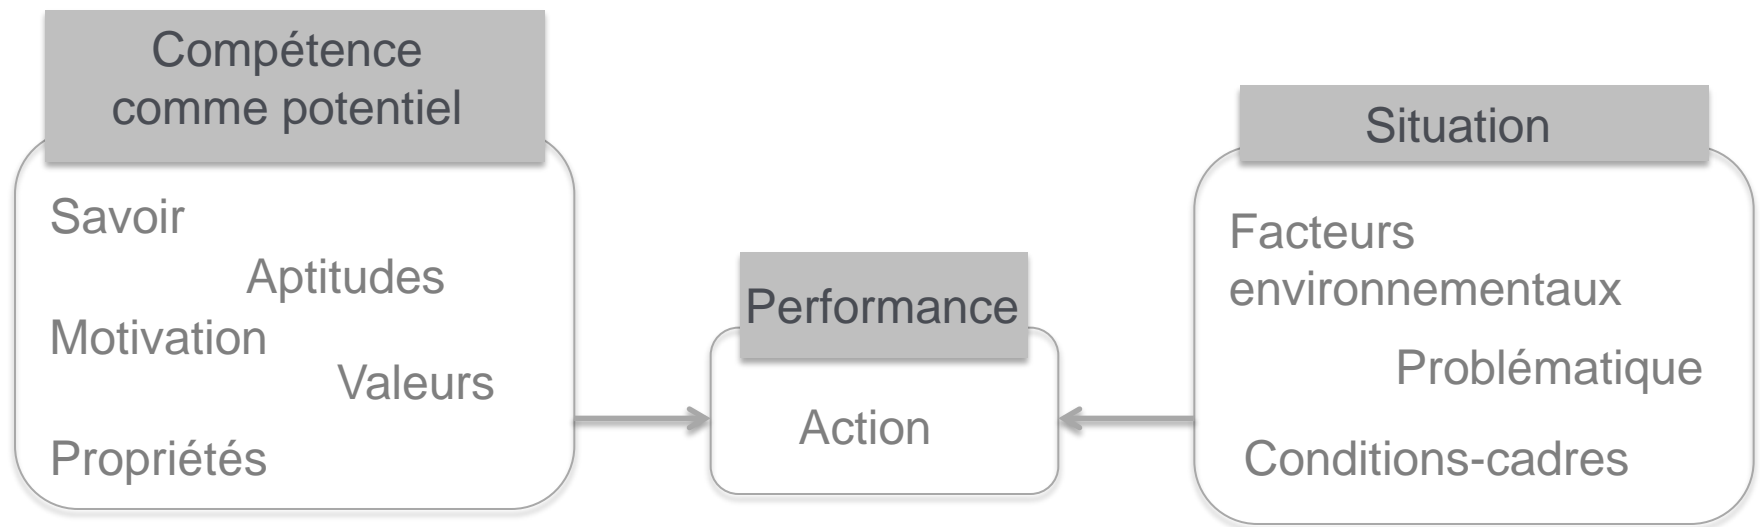 Compétence
comme potentiel
Savoir
Aptitudes
Motivation
Valeurs
Propriétés
Performance
Action
Situation
Facteurs
environnementaux
Problématique
Conditions-cadres